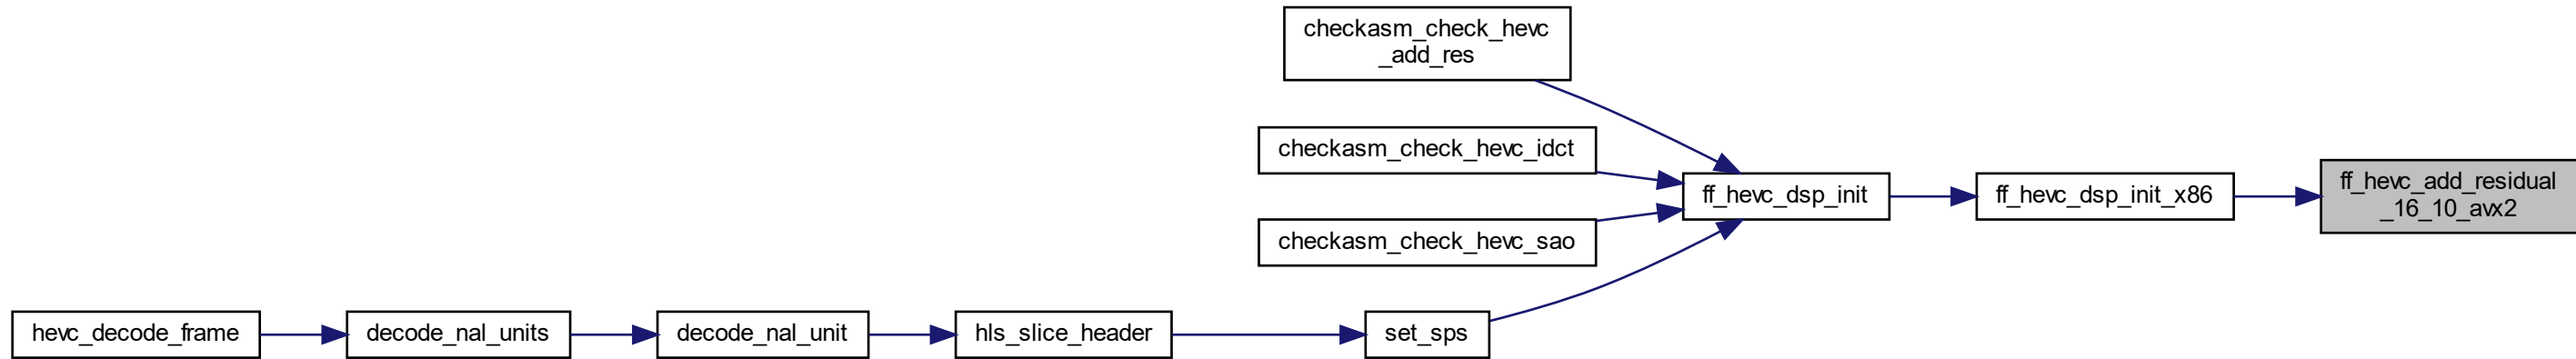 checkasm_check_hevc
_add_res
checkasm_check_hevc_idct
ff_hevc_add_residual
_16_10_avx2
ff_hevc_dsp_init
ff_hevc_dsp_init_x86
checkasm_check_hevc_sao
hevc_decode_frame
decode_nal_units
decode_nal_unit
hls_slice_header
set_sps